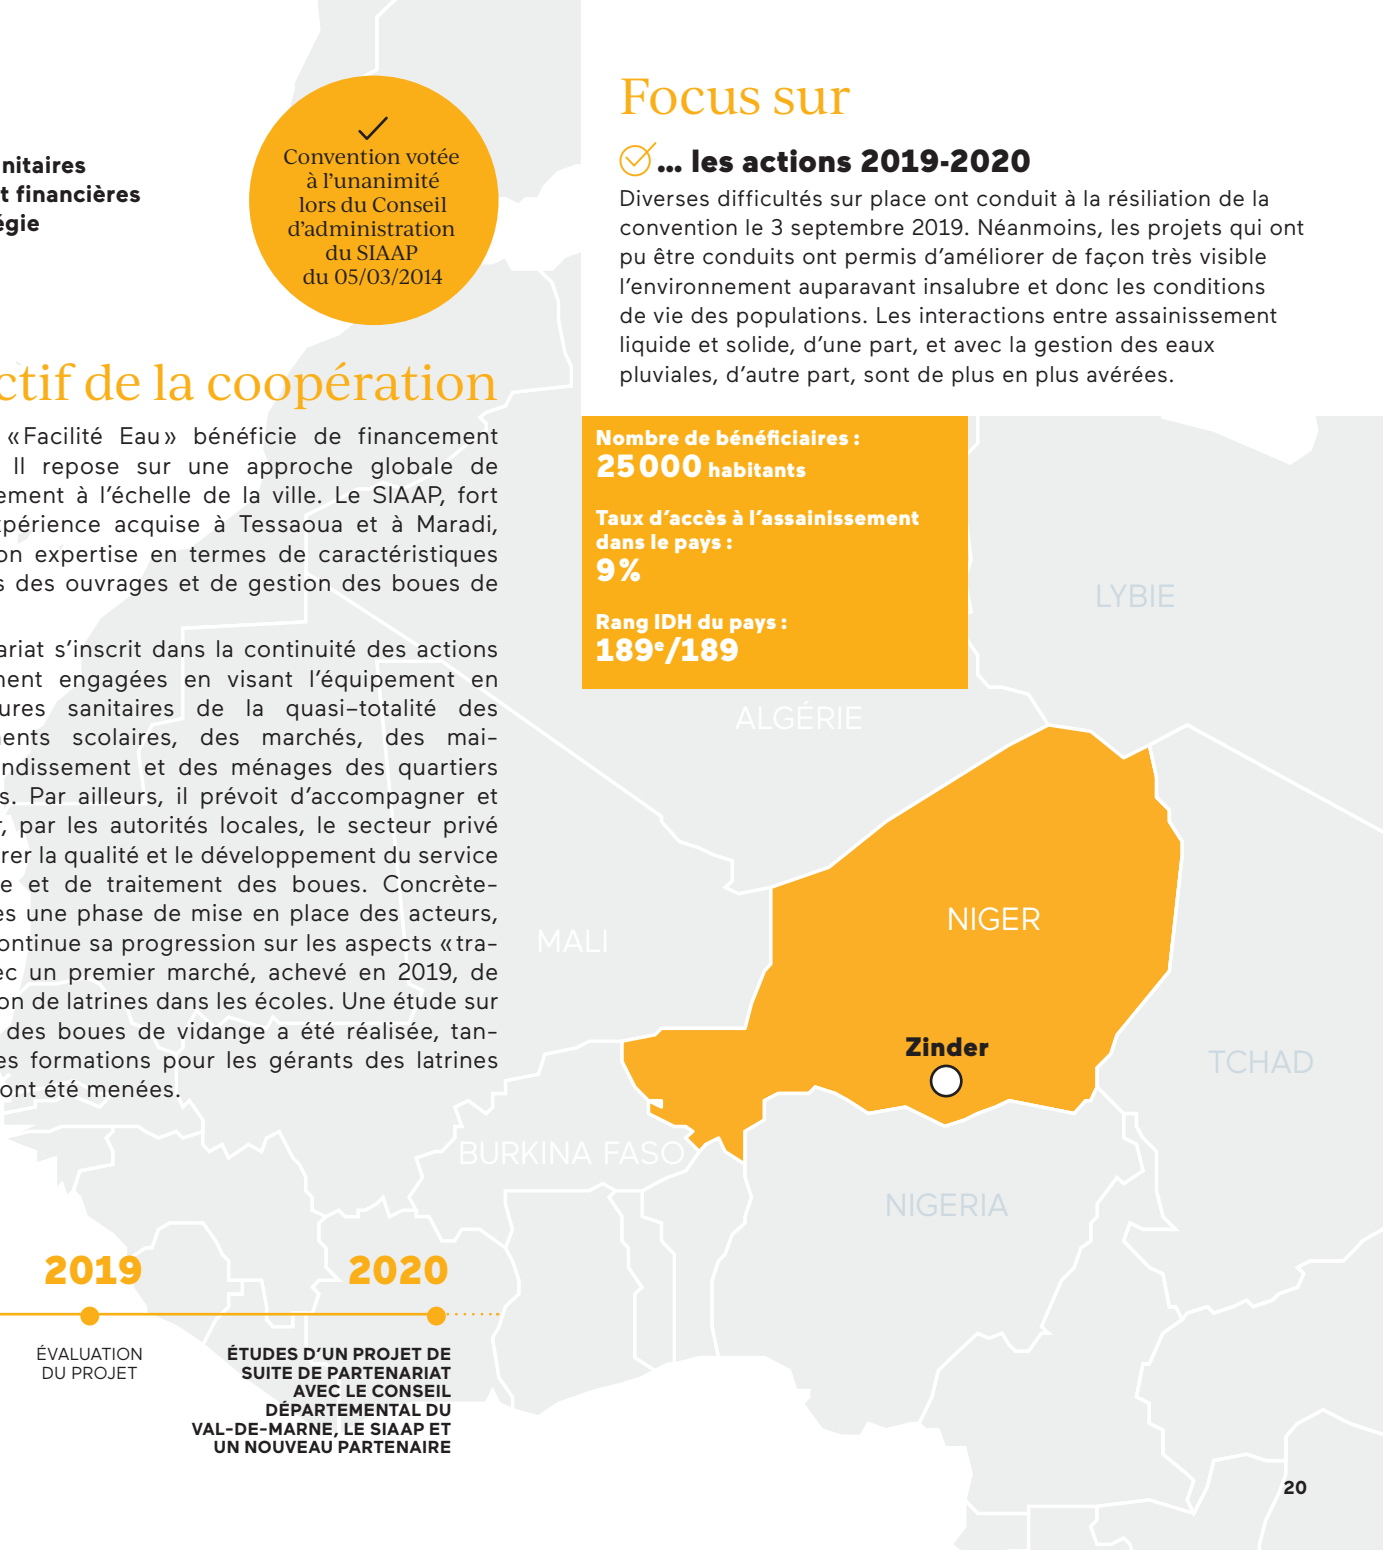 nitaires
t financières
égie
Convention votée
à l’unanimité
lors du Conseil
d’administration
du SIAAP
du 05/03/2014
ctif de la coopération
«Facilité Eau» bénéficie de financement
Il repose sur une approche globale de
ement à l’échelle de la ville. Le SIAAP, fort
xpérience acquise à Tessaoua et à Maradi,
on expertise en termes de caractéristiques
s des ouvrages et de gestion des boues de
ariat s’inscrit dans la continuité des actions
ment engagées en visant l’équipement en
ures sanitaires de la quasi-totalité des
ments scolaires, des marchés, des mai-
ndissement et des ménages des quartiers
s. Par ailleurs, il prévoit d’accompagner et
r, par les autorités locales, le secteur privé
rer la qualité et le développement du service
e et de traitement des boues. Concrète-
es une phase de mise en place des acteurs,
continue sa progression sur les aspects «tra-
ec un premier marché, achevé en 2019, de
on de latrines dans les écoles. Une étude sur
des boues de vidange a été réalisée, tan-
es formations pour les gérants des latrines
ont été menées.
2019
ÉVALUATION
DU PROJET
2020
ÉTUDES D’UN PROJET DE
SUITE DE PARTENARIAT
AVEC LE CONSEIL
DÉPARTEMENTAL DU
VAL-DE-MARNE, LE SIAAP ET
UN NOUVEAU PARTENAIRE
Focus sur
... les actions 2019-2020
Diverses difficultés sur place ont conduit à la résiliation de la
convention le 3 septembre 2019. Néanmoins, les projets qui ont
pu être conduits ont permis d’améliorer de façon très visible
l’environnement auparavant insalubre et donc les conditions
de vie des populations. Les interactions entre assainissement
liquide et solide, d’une part, et avec la gestion des eaux
pluviales, d’autre part, sont de plus en plus avérées.
Nombre de bénéficiaires :
25 000 habitants
Taux d’accès à l’assainissement
dans le pays :
9%
Rang IDH du pays :
189e/189
LYBIE
ALGÉRIE
NIGER
MALI
Zinder
TCHAD
BURKINA FASO
NIGERIA
20